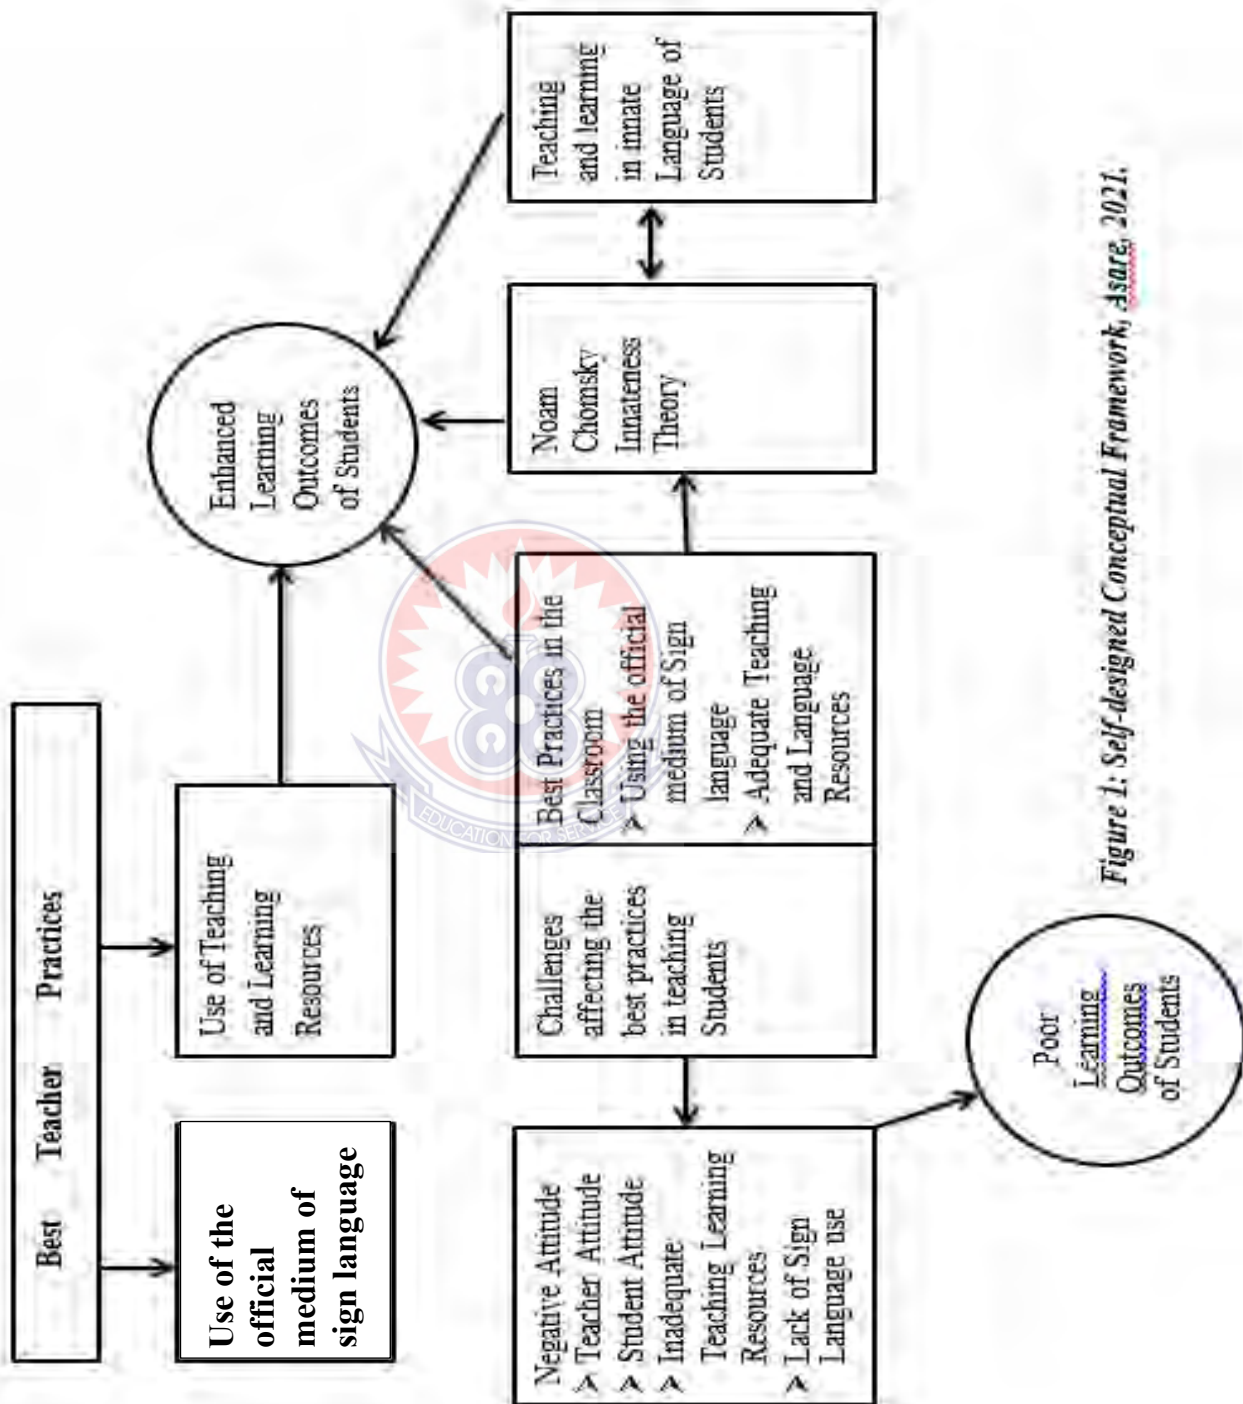 Best Teacher Practices
Use of the
official
medium of
sign language
Use of Teaching
and Learning
Resources
Enhanced
Learning
Outcomes
of Students
Negative Attitude
➢ Teacher Attitude
➢ Student Attitude
➢ Inadequate
Teaching Learning
Resources
➢ Lack of Sign
Language use
Challenges
affecting the
best practices
in teaching
Students
Best Practices in the
Classroom
➢ Using the official
medium of Sign
language
➢ Adequate Teaching
and Language
Resources
Noam
Chomsky
Innateness
Theory
Teaching
and learning
in innate
Language of
Students
Poor
Learning
Outcomes
of Students
EDUCATION FOR SERVICE
Figure 1: Self-designed Conceptual Framework, Asare, 2021.